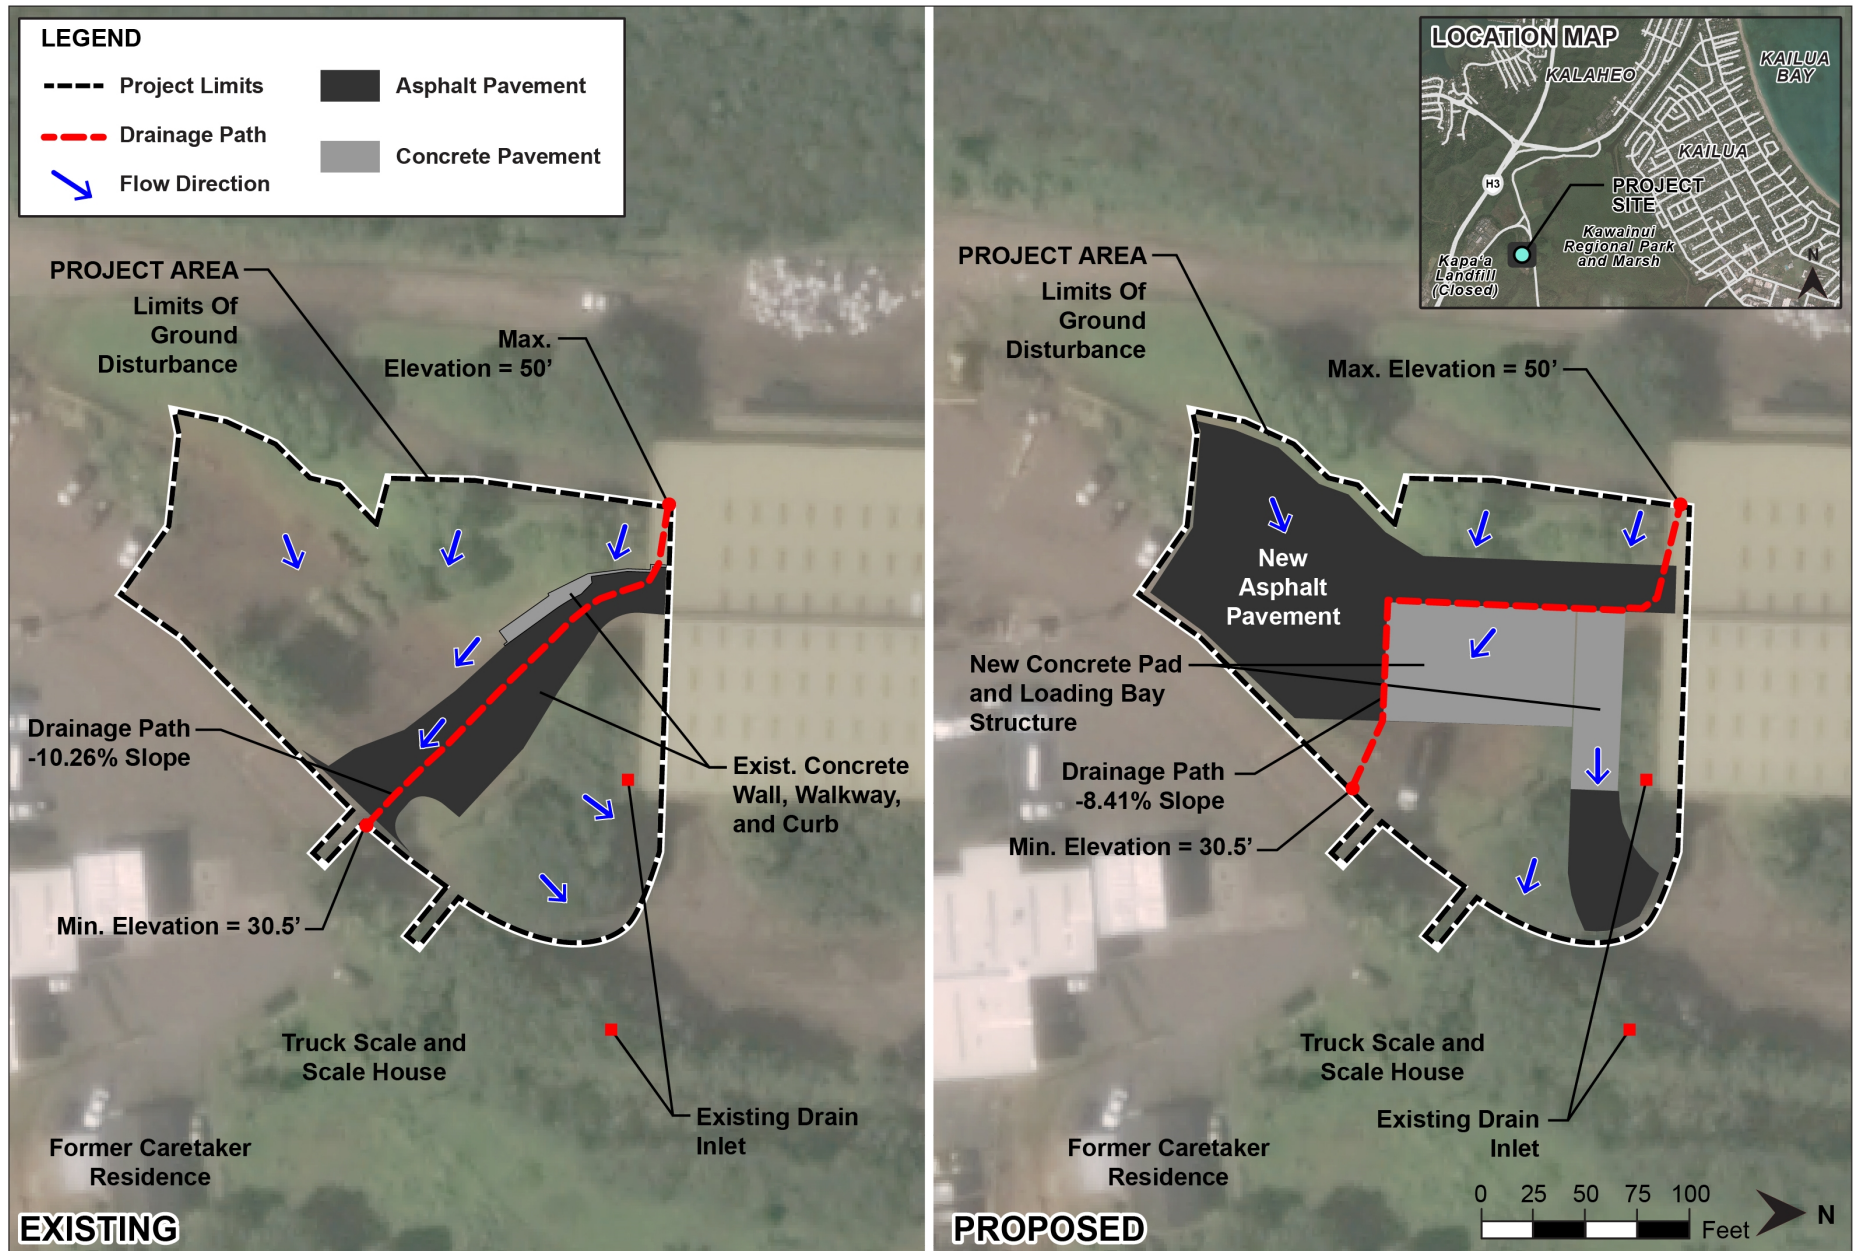 LEGEND
Project Limits
Drainage Path
Flow Direction
Asphalt Pavement
Concrete Pavement
PROJECT AREA
Limits Of
Ground
Disturbance
Max.
Elevation = 50’
Drainage Path
-10.26% Slope
Exist. Concrete
Wall, Walkway,
and Curb
Min. Elevation = 30.5’
Truck Scale and
Scale House
Existing Drain
Inlet
Former Caretaker
Residence
EXISTING
LOCATION MAP
KALAHEO
KAILUA
BAY
KAILUA
H3
PROJECT
SITE
Kawainui
Regional Park
and Marsh
Kapa‘a
Landfill
(Closed)
N
PROJECT AREA
Limits Of
Ground
Disturbance
Max. Elevation = 50’
New
Asphalt
Pavement
New Concrete Pad
and Loading Bay
Structure
Drainage Path
-8.41% Slope
Min. Elevation = 30.5’
Truck Scale and
Scale House
Existing Drain
Inlet
Former Caretaker
Residence
0 25 50 75 100
Feet
N
PROPOSED